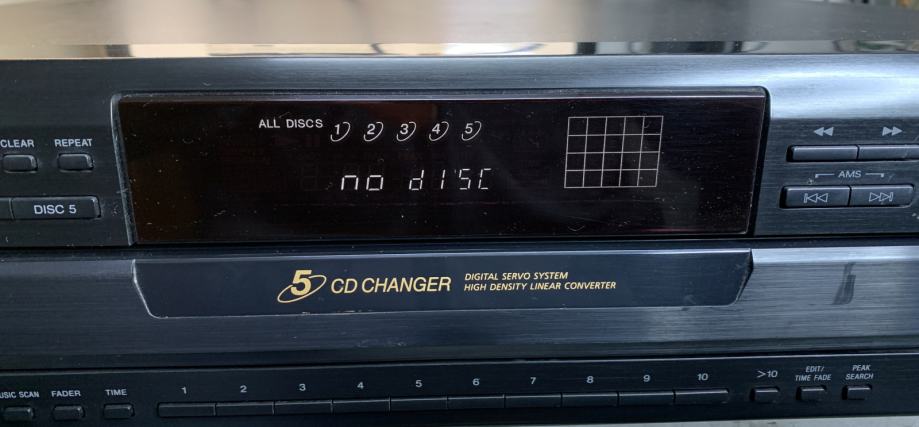 CLEAR REPEAT
DISC 5
ALL DISCS 1 2 3 4 5
no dISC
AMS
5 CD CHANGER
DIGITAL SERVO SYSTEM
HIGH DENSITY LINEAR CONVERTER
FADER TIME
1 2 3 4 5 6 7 8 9 10 >10
EDIT/
TIME FADE
PEAK
SEARCH